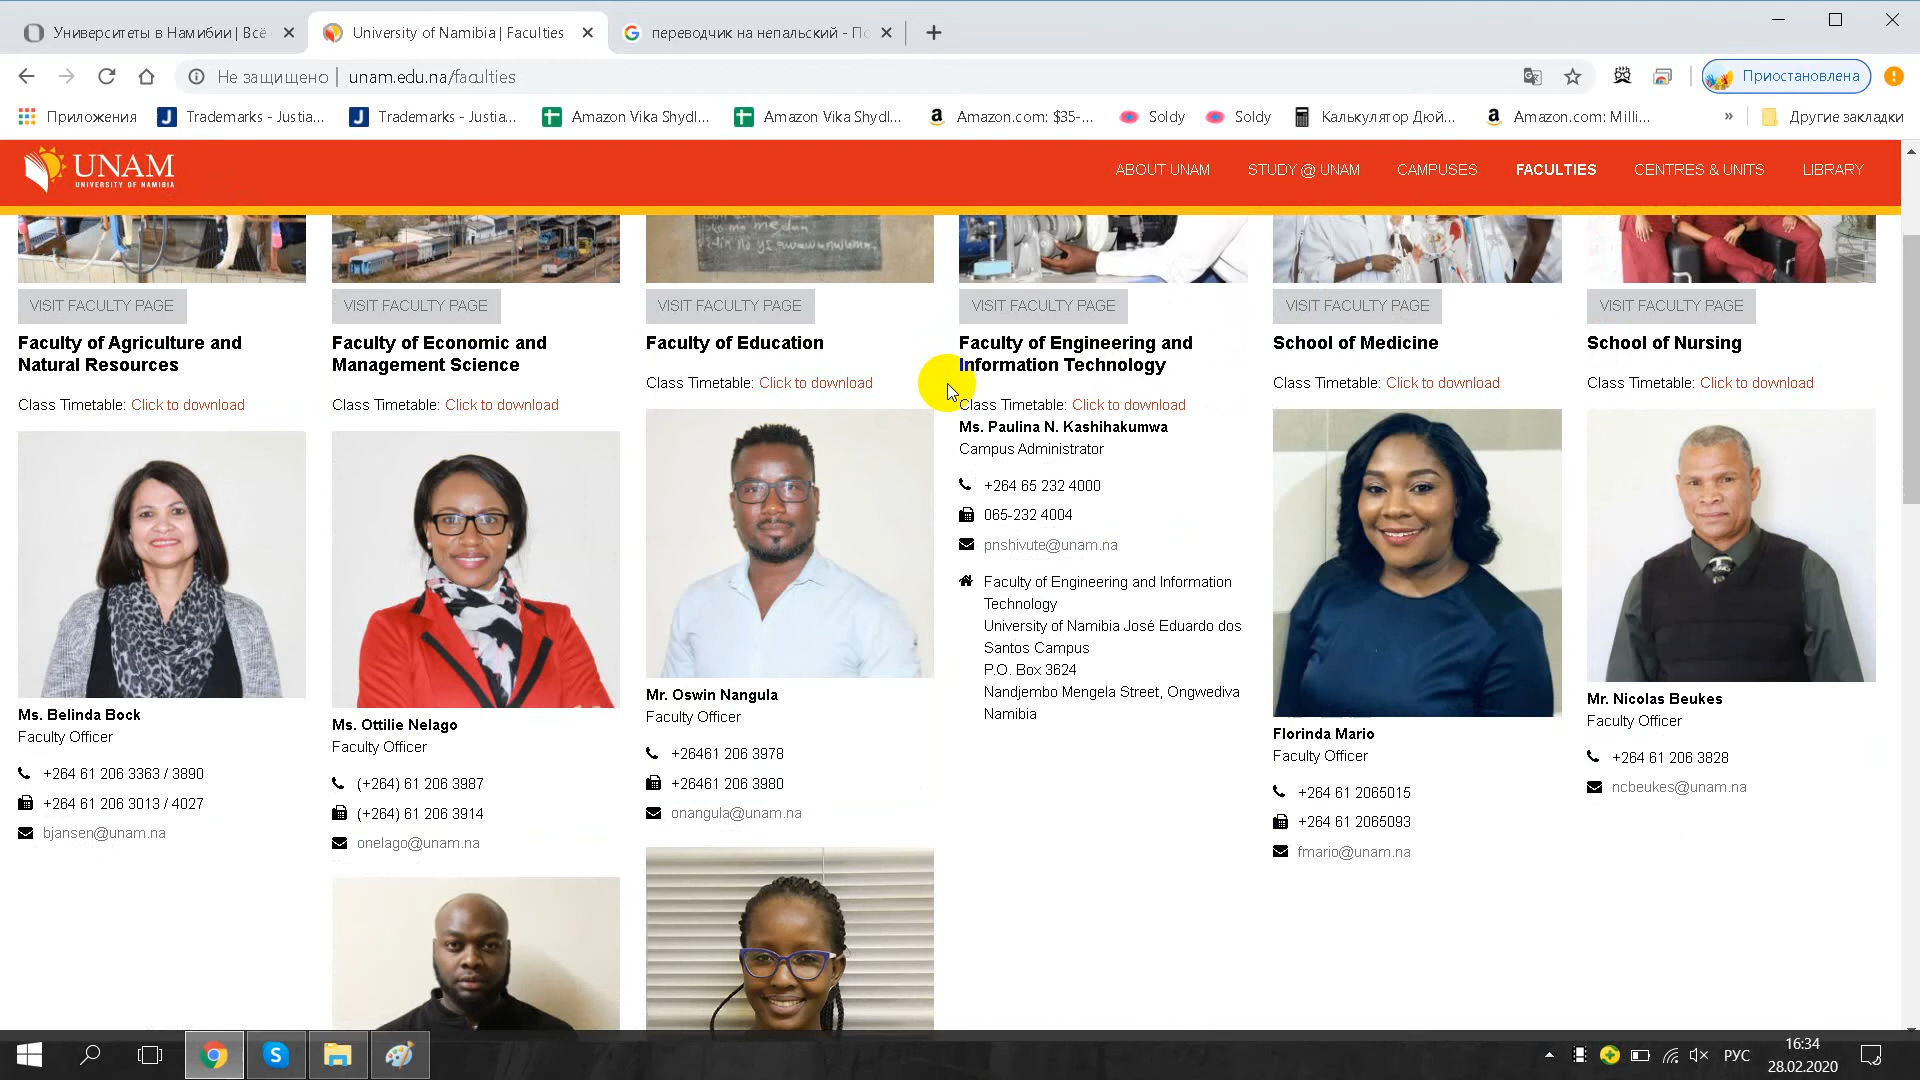 Университеты в Намибии | Всё
University of Namibia | Faculties
переводчик на непальский - По
Не защищено | unam.edu.na/faculties
Приостановлена
Приложения
Trademarks - Justia...
Trademarks - Justia...
Amazon Vika Shydl...
Amazon Vika Shydl...
Amazon.com: $35-...
Soldy
Soldy
Калькулятор Дюй...
Amazon.com: Milli...
»
Другие закладки
UNAM
UNIVERSITY OF NAMIBIA
ABOUT UNAM
STUDY @ UNAM
CAMPUSES
FACULTIES
CENTRES & UNITS
LIBRARY
VISIT FACULTY PAGE
Faculty of Agriculture and
Natural Resources
Class Timetable: Click to download
Ms. Belinda Bock
Faculty Officer
+264 61 206 3363 / 3890
+264 61 206 3013 / 4027
bjansen@unam.na
VISIT FACULTY PAGE
Faculty of Economic and
Management Science
Class Timetable: Click to download
Ms. Ottilie Nelago
Faculty Officer
(+264) 61 206 3987
(+264) 61 206 3914
onelago@unam.na
VISIT FACULTY PAGE
Faculty of Education
Class Timetable: Click to download
Mr. Oswin Nangula
Faculty Officer
+26461 206 3978
+26461 206 3980
onangula@unam.na
VISIT FACULTY PAGE
Faculty of Engineering and
Information Technology
Class Timetable: Click to download
Ms. Paulina N. Kashihakumwa
Campus Administrator
+264 65 232 4000
065-232 4004
pnshivute@unam.na
Faculty of Engineering and Information
Technology
University of Namibia José Eduardo dos
Santos Campus
P.O. Box 3624
Nandjembo Mengela Street, Ongwediva
Namibia
VISIT FACULTY PAGE
School of Medicine
Class Timetable: Click to download
Florinda Mario
Faculty Officer
+264 61 2065015
+264 61 2065093
fmario@unam.na
VISIT FACULTY PAGE
School of Nursing
Class Timetable: Click to download
Mr. Nicolas Beukes
Faculty Officer
+264 61 206 3828
ncbeukes@unam.na
РУС
16:34
28.02.2020